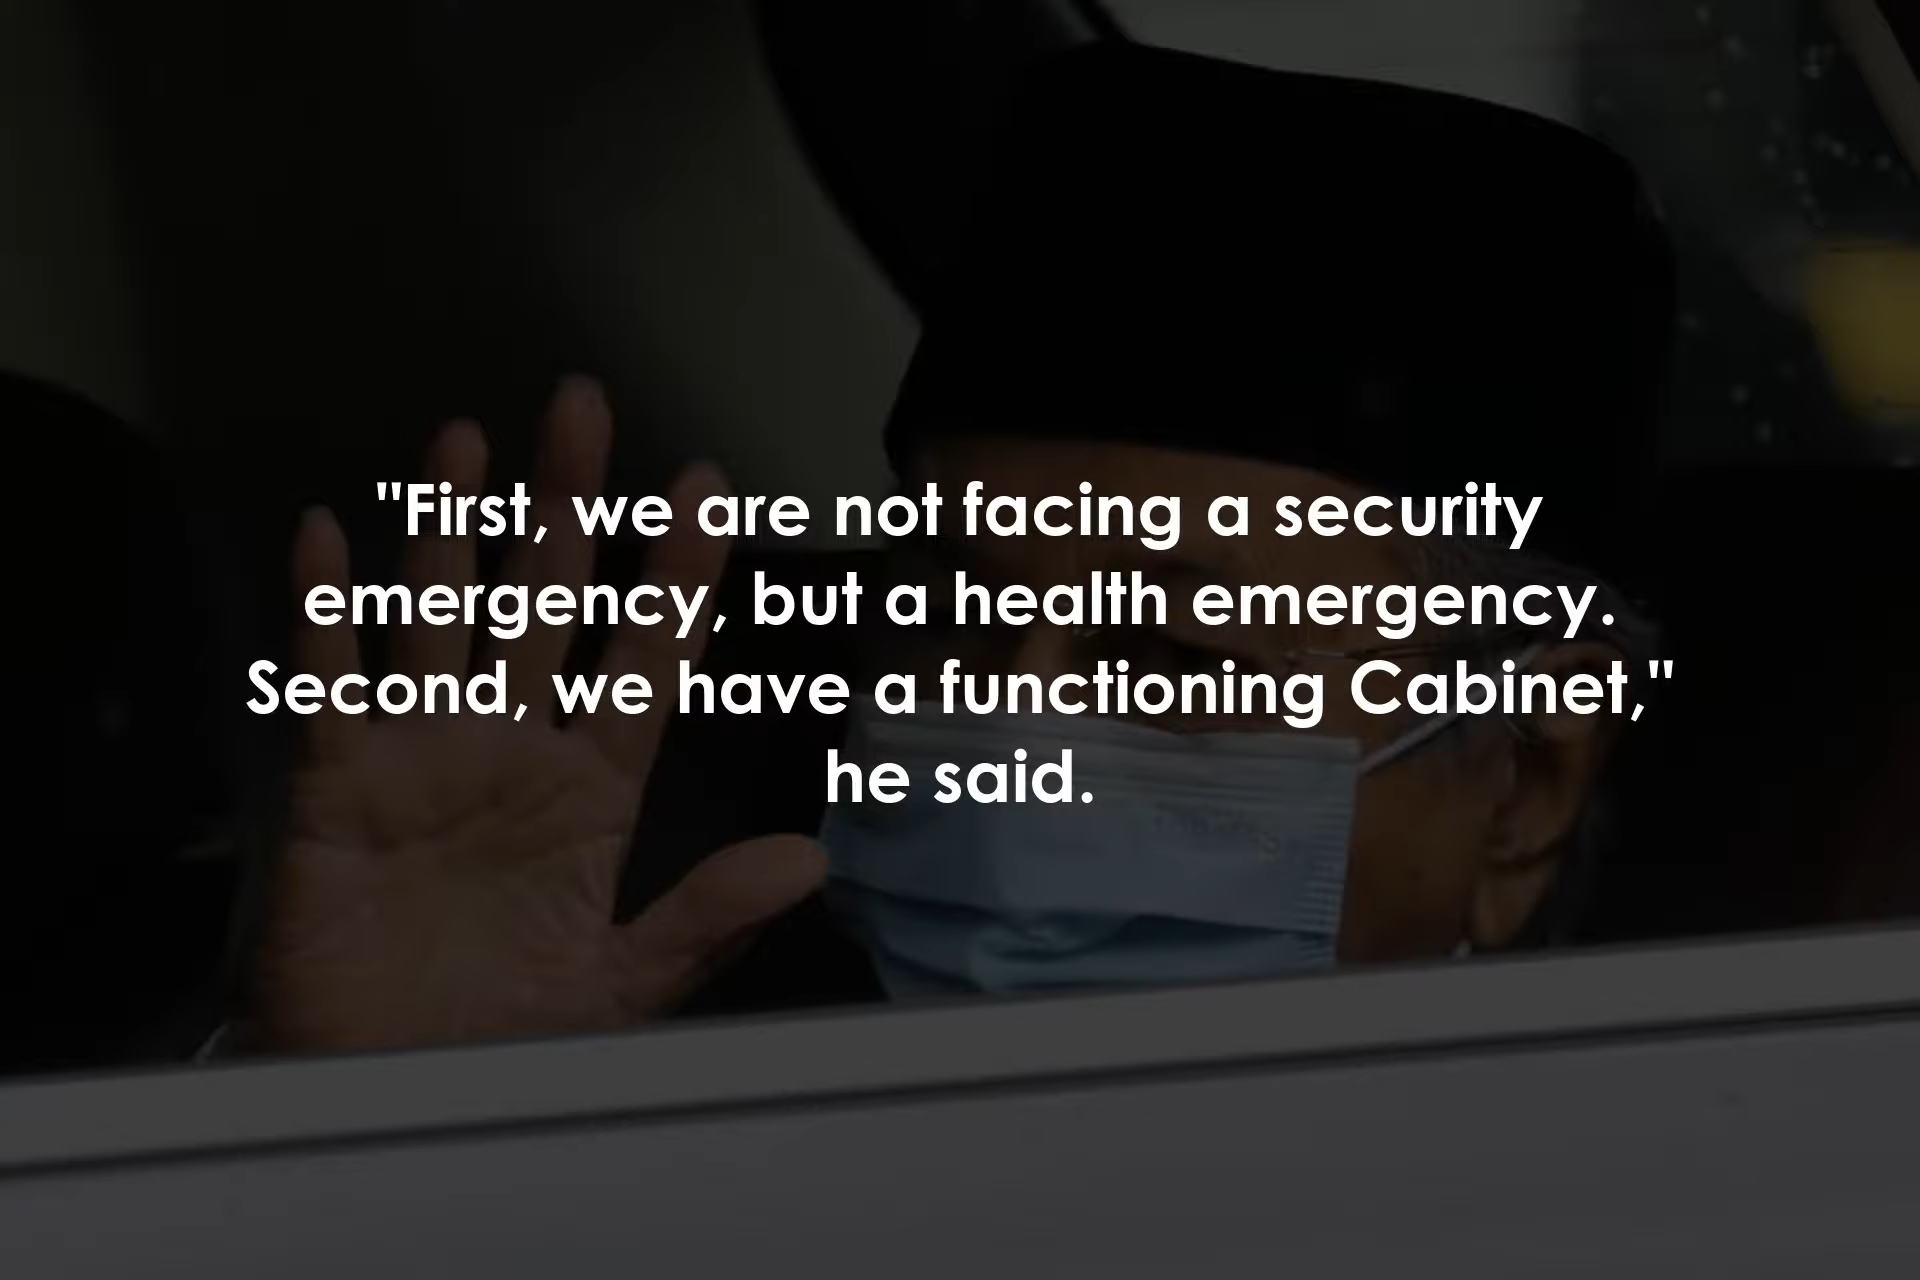 "First, we are not facing a security
emergency, but a health emergency.
Second, we have a functioning Cabinet,"
he said.